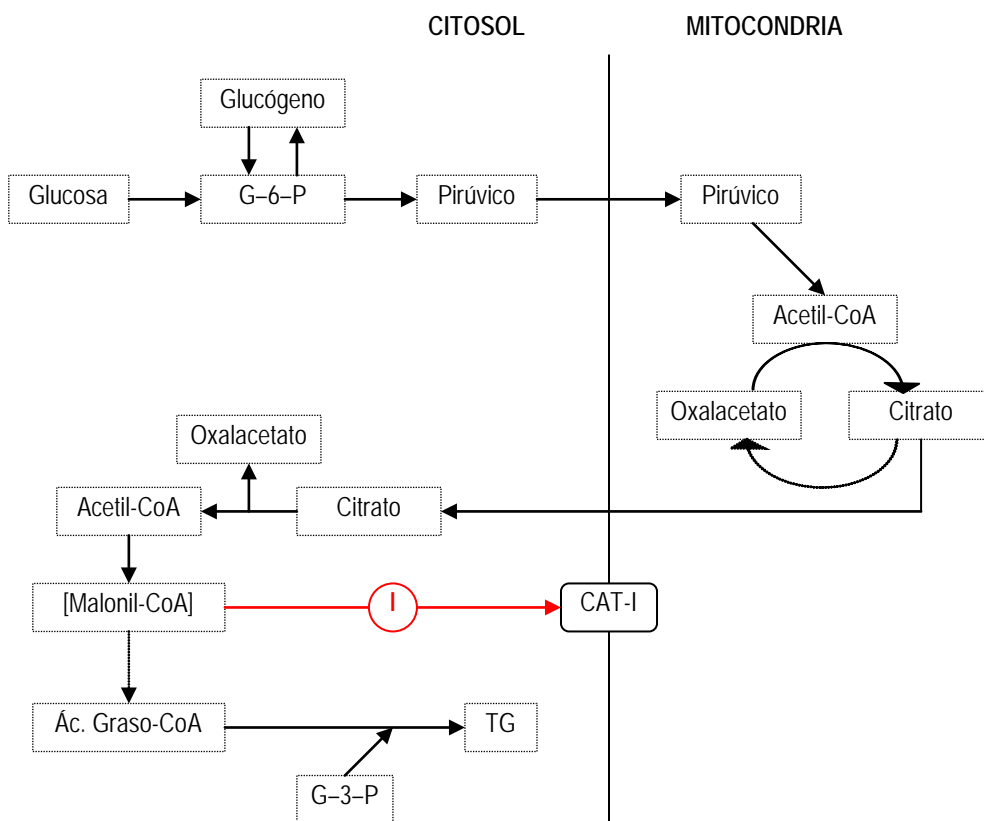 CITOSOL
MITOCONDRIA
Glucógeno
Glucosa
G–6–P
Pirúvico
Pirúvico
Acetil-CoA
Oxalacetato
Citrato
Oxalacetato
Acetil-CoA
Citrato
[Malonil-CoA]
I
CAT-I
Ác. Graso-CoA
TG
G–3–P